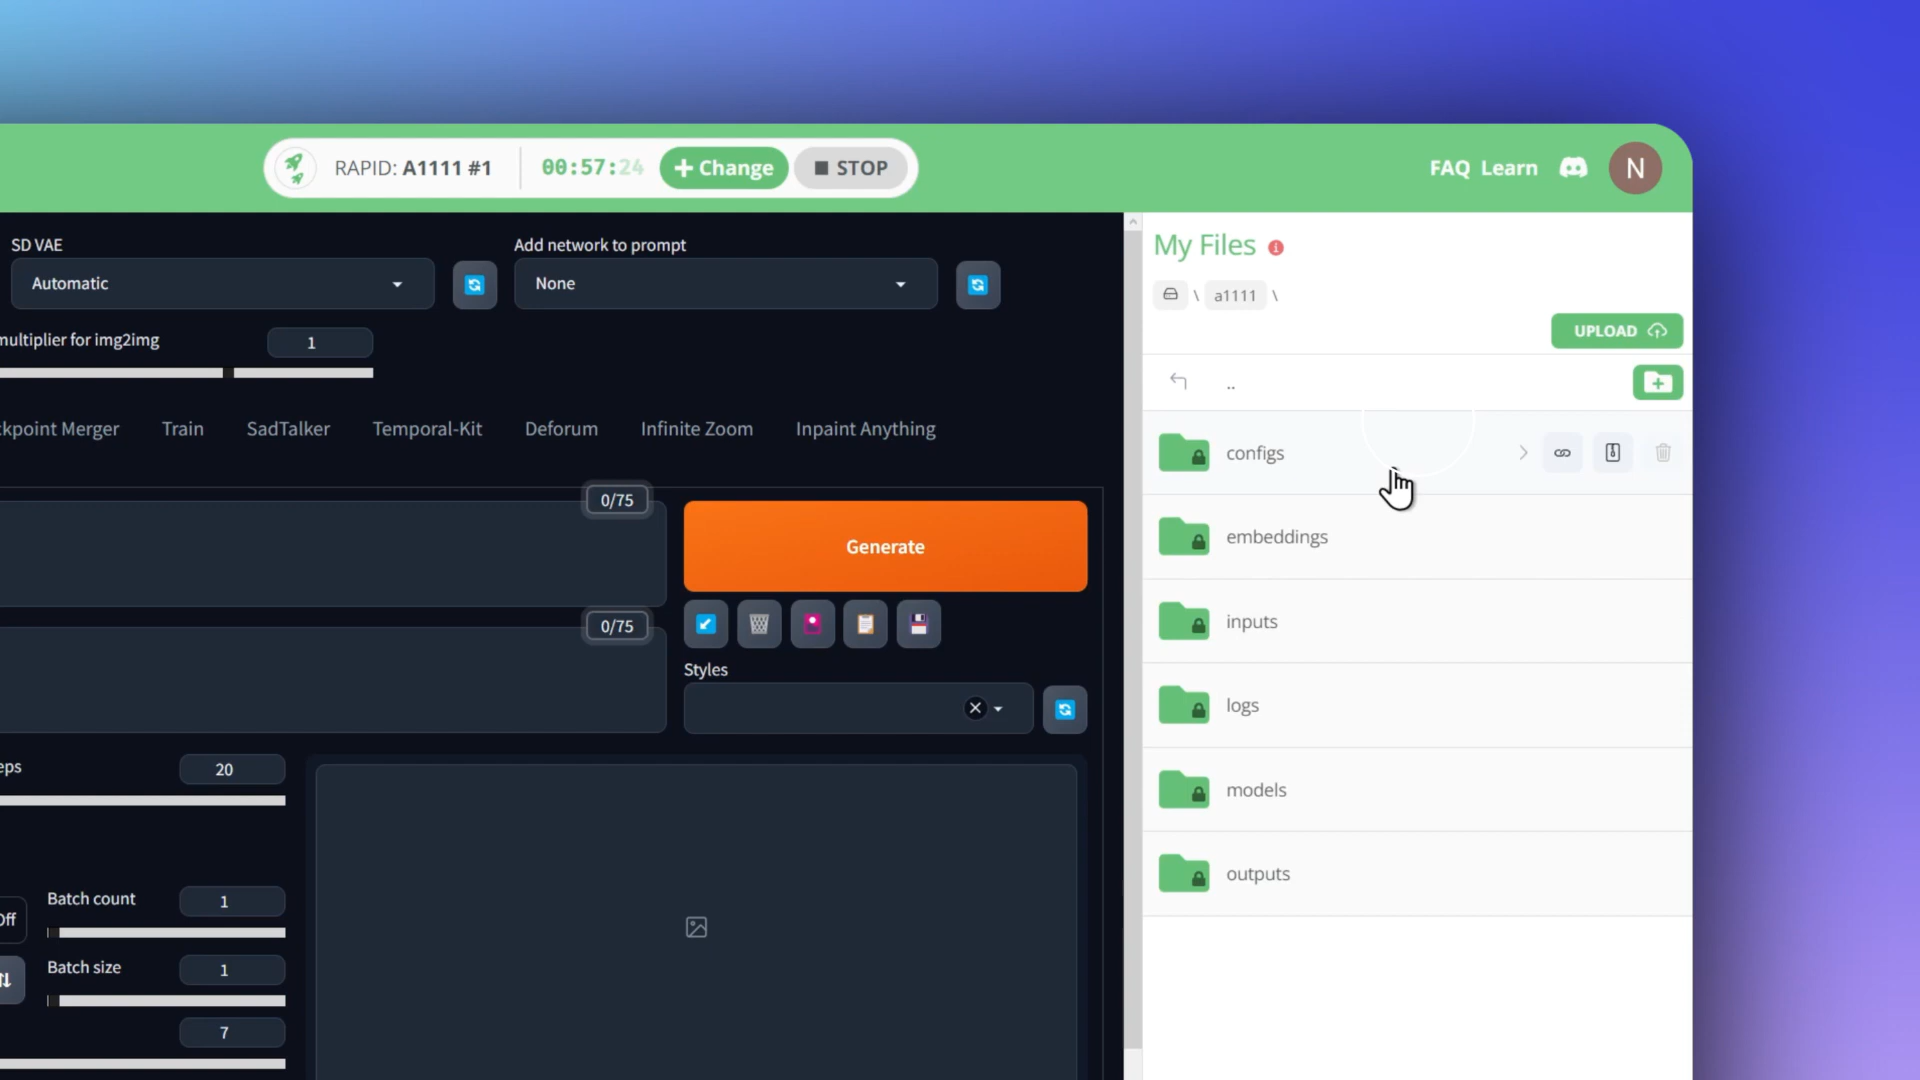 RAPID: A1111 #1
00:57:24
Change
STOP
FAQ
Learn
N
SD VAE
Automatic
Add network to prompt
None
multiplier for img2img
1
Merger
Train
SadTalker
Temporal-Kit
Deforum
Infinite Zoom
Inpaint Anything
0/75
Generate
0/75
Styles
20
Batch count
1
Batch size
1
7
My Files
\ a1111 \
UPLOAD
..
configs
embeddings
inputs
logs
models
outputs